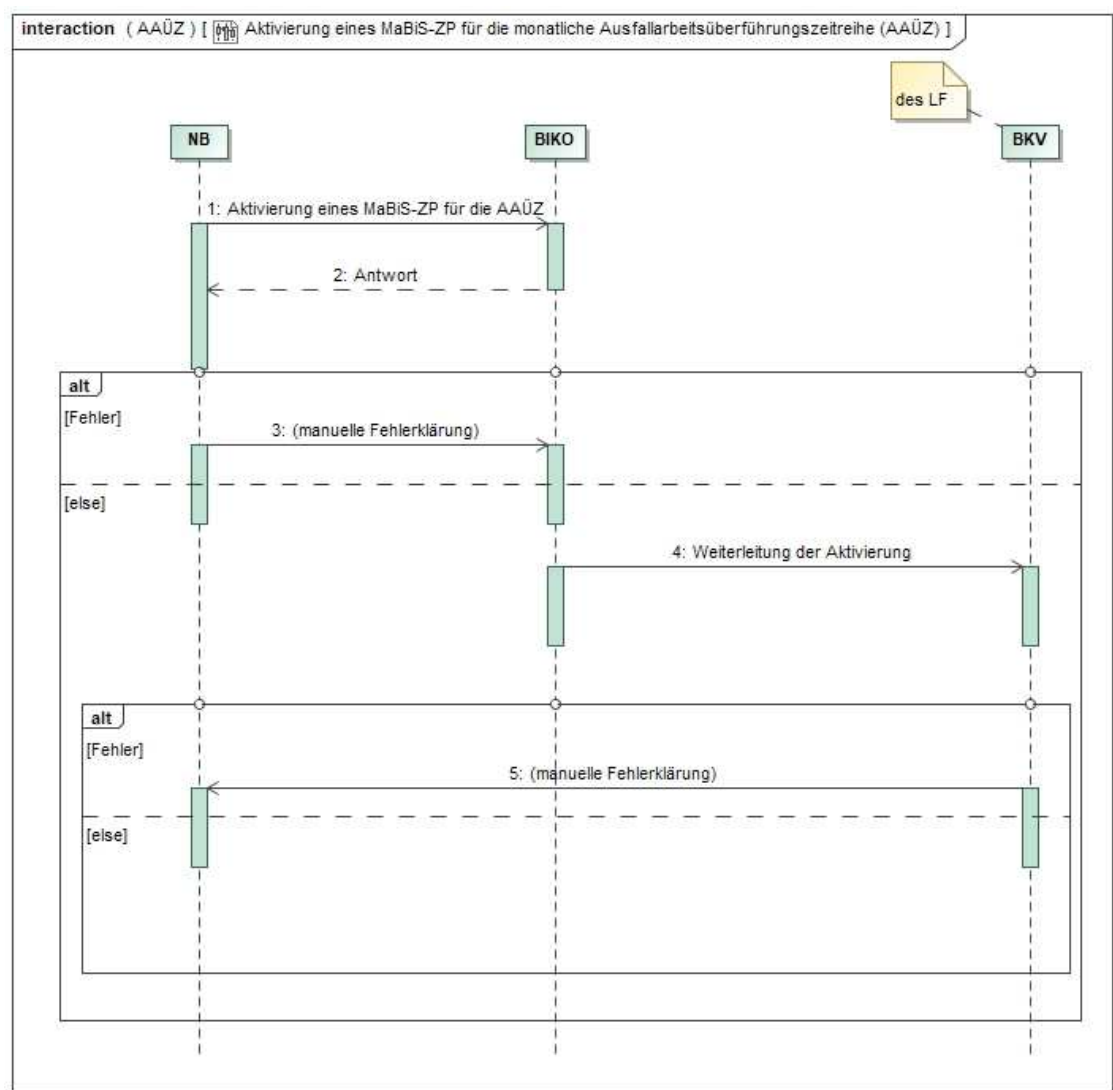 interaction ( AAÜZ ) [ Aktivierung eines MaBiS-ZP für die monatliche Ausfallarbeitsüberführungszeitreihe (AAÜZ) ]
des LF
NB
BIKO
BKV
1: Aktivierung eines MaBiS-ZP für die AAÜZ
2: Antwort
alt
[Fehler]
3: (manuelle Fehlerklärung)
[else]
4: Weiterleitung der Aktivierung
alt
[Fehler]
5: (manuelle Fehlerklärung)
[else]